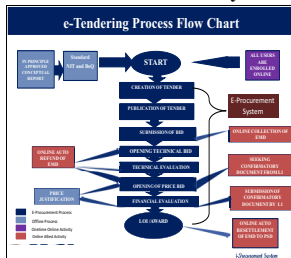 e-Tendering Process Flow Chart
IN PRINCIPLE
APPROVED
CONCEPTUAL
REPORT
Standard
NIT and BoQ
START
ALL USERS
ARE
ENROLLED
ONLINE
CREATION OF TENDER
PUBLICATION OF TENDER
E-Procurement
System
SUBMISSION OF BID
ONLINE COLLECTION OF
EMD
ONLINE AUTO
REFUND OF
EMD
OPENING TECHNICAL BID
TECHNICAL EVALUATION
SEEKING
CONFIRMATORY
DOCUMENT FROM L1
OPENING OF PRICE BID
PRICE
JUSTIFICATION
FINANCIAL EVALUATION
SUBMISSION OF
CONFIRMATORY
DOCUMENT BY L1
LOI/AWARD
E-Procurement Process
Offline Process
Onetime Online Activity
Online Allied Activity
ONLINE AUTO
RESETTLEMENT
OF EMD TO PSD
System